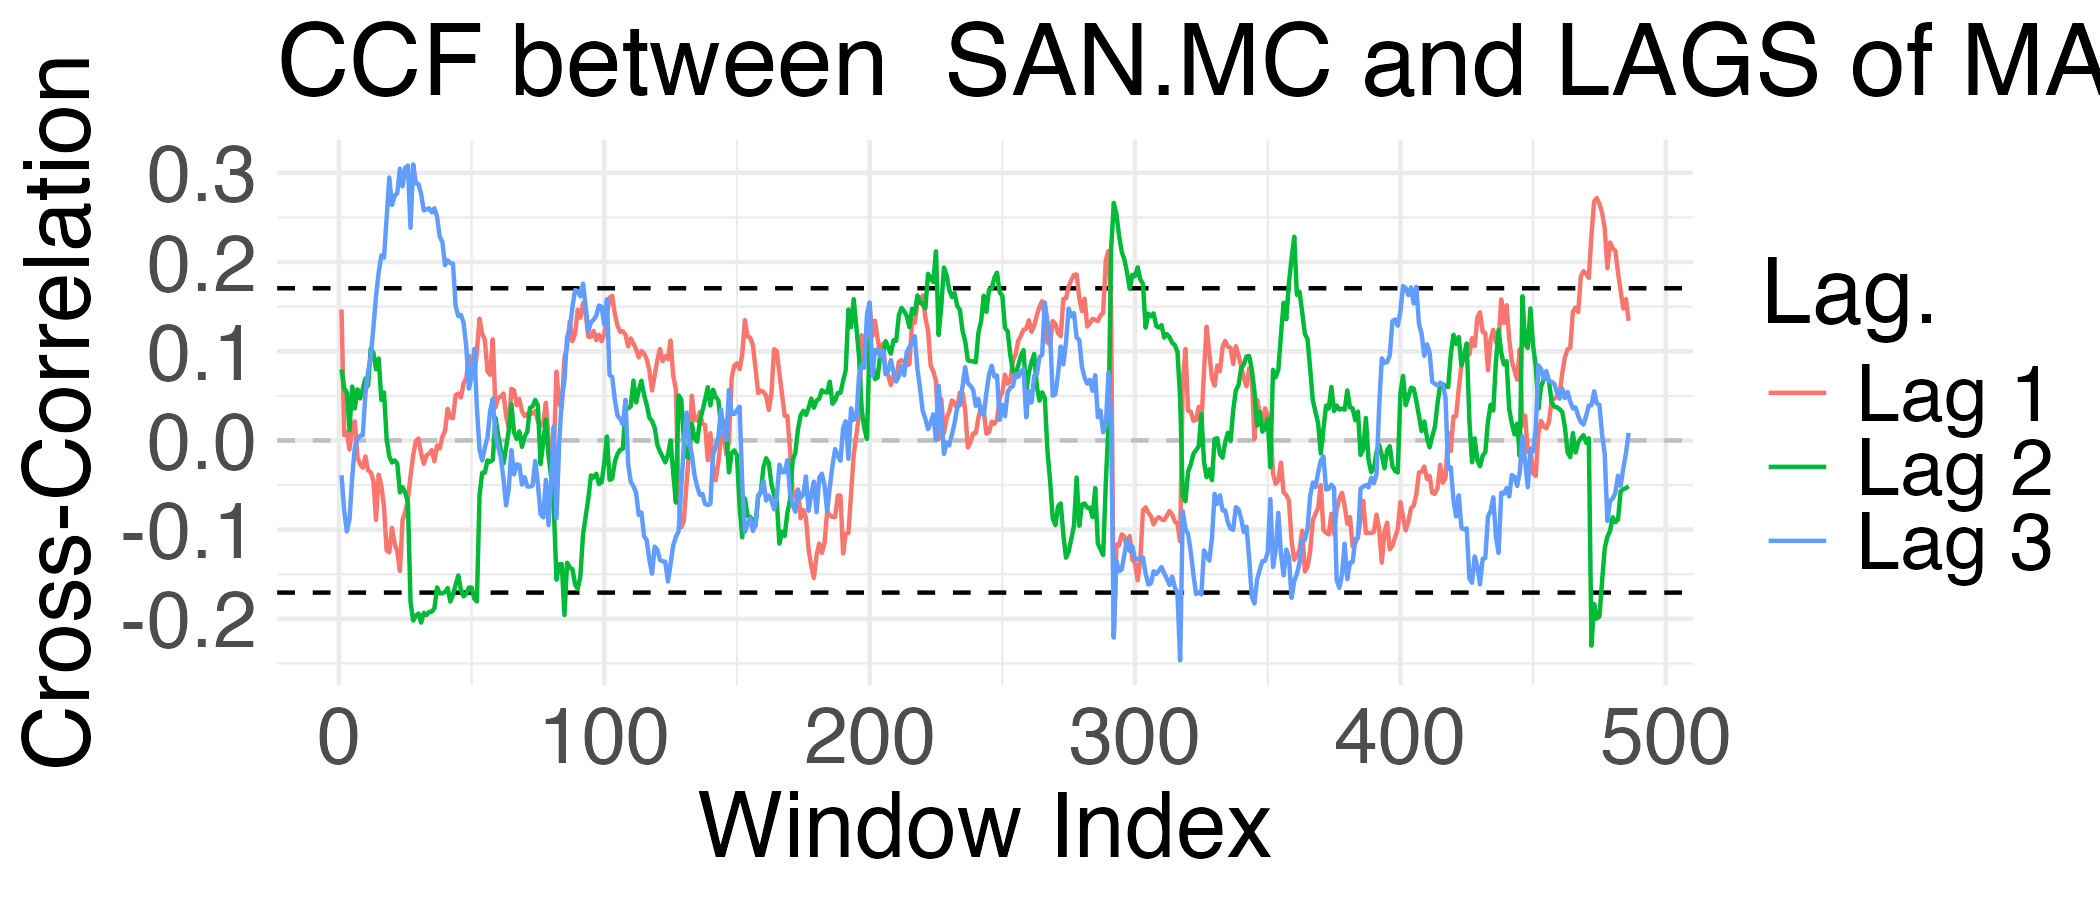 CCF between  SAN.MC and LAGS of MA
Cross-Correlation
0.3
0.2
0.1
0.0
-0.1
-0.2
0 100 200 300 400 500
Window Index
Lag.
Lag 1
Lag 2
Lag 3